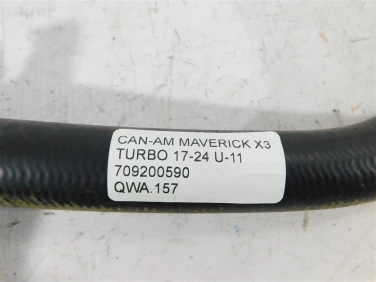 CAN-AM MAVERICK X3
TURBO 17-24 U-11
709200590
QWA.157